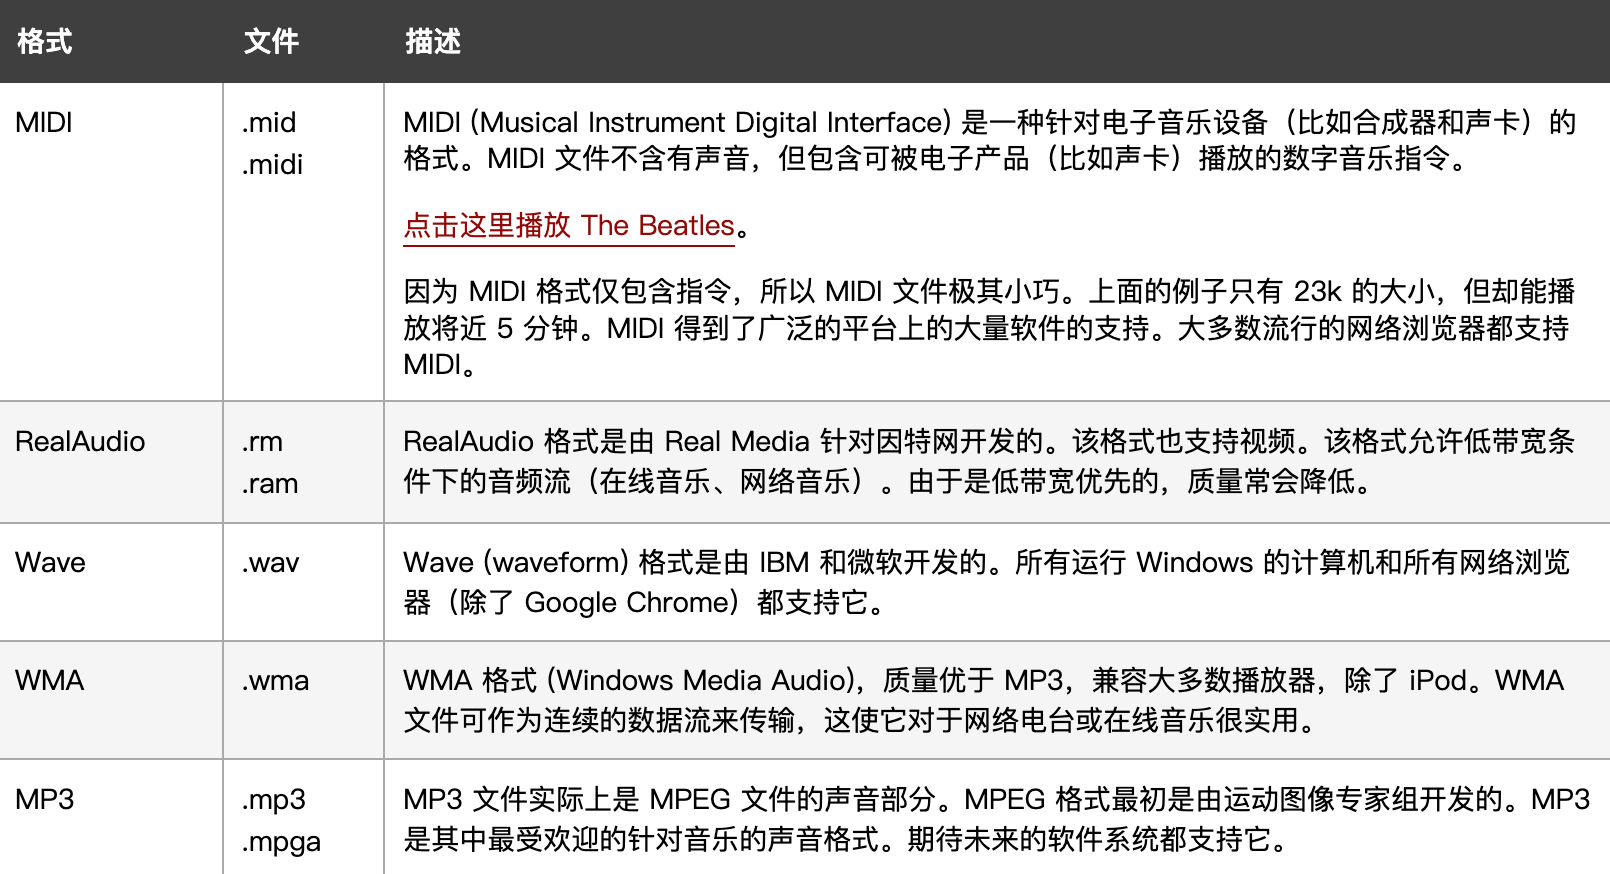 格式 文件 描述
MIDI .mid MIDI (Musical Instrument Digital Interface) 是一种针对电子音乐设备（比如合成器和声卡）的
.midi 格式。MIDI 文件不含有声音，但包含可被电子产品（比如声卡）播放的数字音乐指令。
点击这里播放 The Beatles。
因为 MIDI 格式仅包含指令，所以 MIDI 文件极其小巧。上面的例子只有 23k 的大小，但却能播
放将近 5 分钟。MIDI 得到了广泛的平台上的大量软件的支持。大多数流行的网络浏览器都支持
MIDI。
RealAudio .rm RealAudio 格式是由 Real Media 针对因特网开发的。该格式也支持视频。该格式允许低带宽条
.ram 件下的音频流（在线音乐、网络音乐）。由于是低带宽优先的，质量常会降低。
Wave .wav Wave (waveform) 格式是由 IBM 和微软开发的。所有运行 Windows 的计算机和所有网络浏览
器（除了 Google Chrome）都支持它。
WMA .wma WMA 格式 (Windows Media Audio)，质量优于 MP3，兼容大多数播放器，除了 iPod。WMA
文件可作为连续的数据流来传输，这使它对于网络电台或在线音乐很实用。
MP3 .mp3 MP3 文件实际上是 MPEG 文件的声音部分。MPEG 格式最初是由运动图像专家组开发的。MP3
.mpga 是其中最受欢迎的针对音乐的声音格式。期待未来的软件系统都支持它。